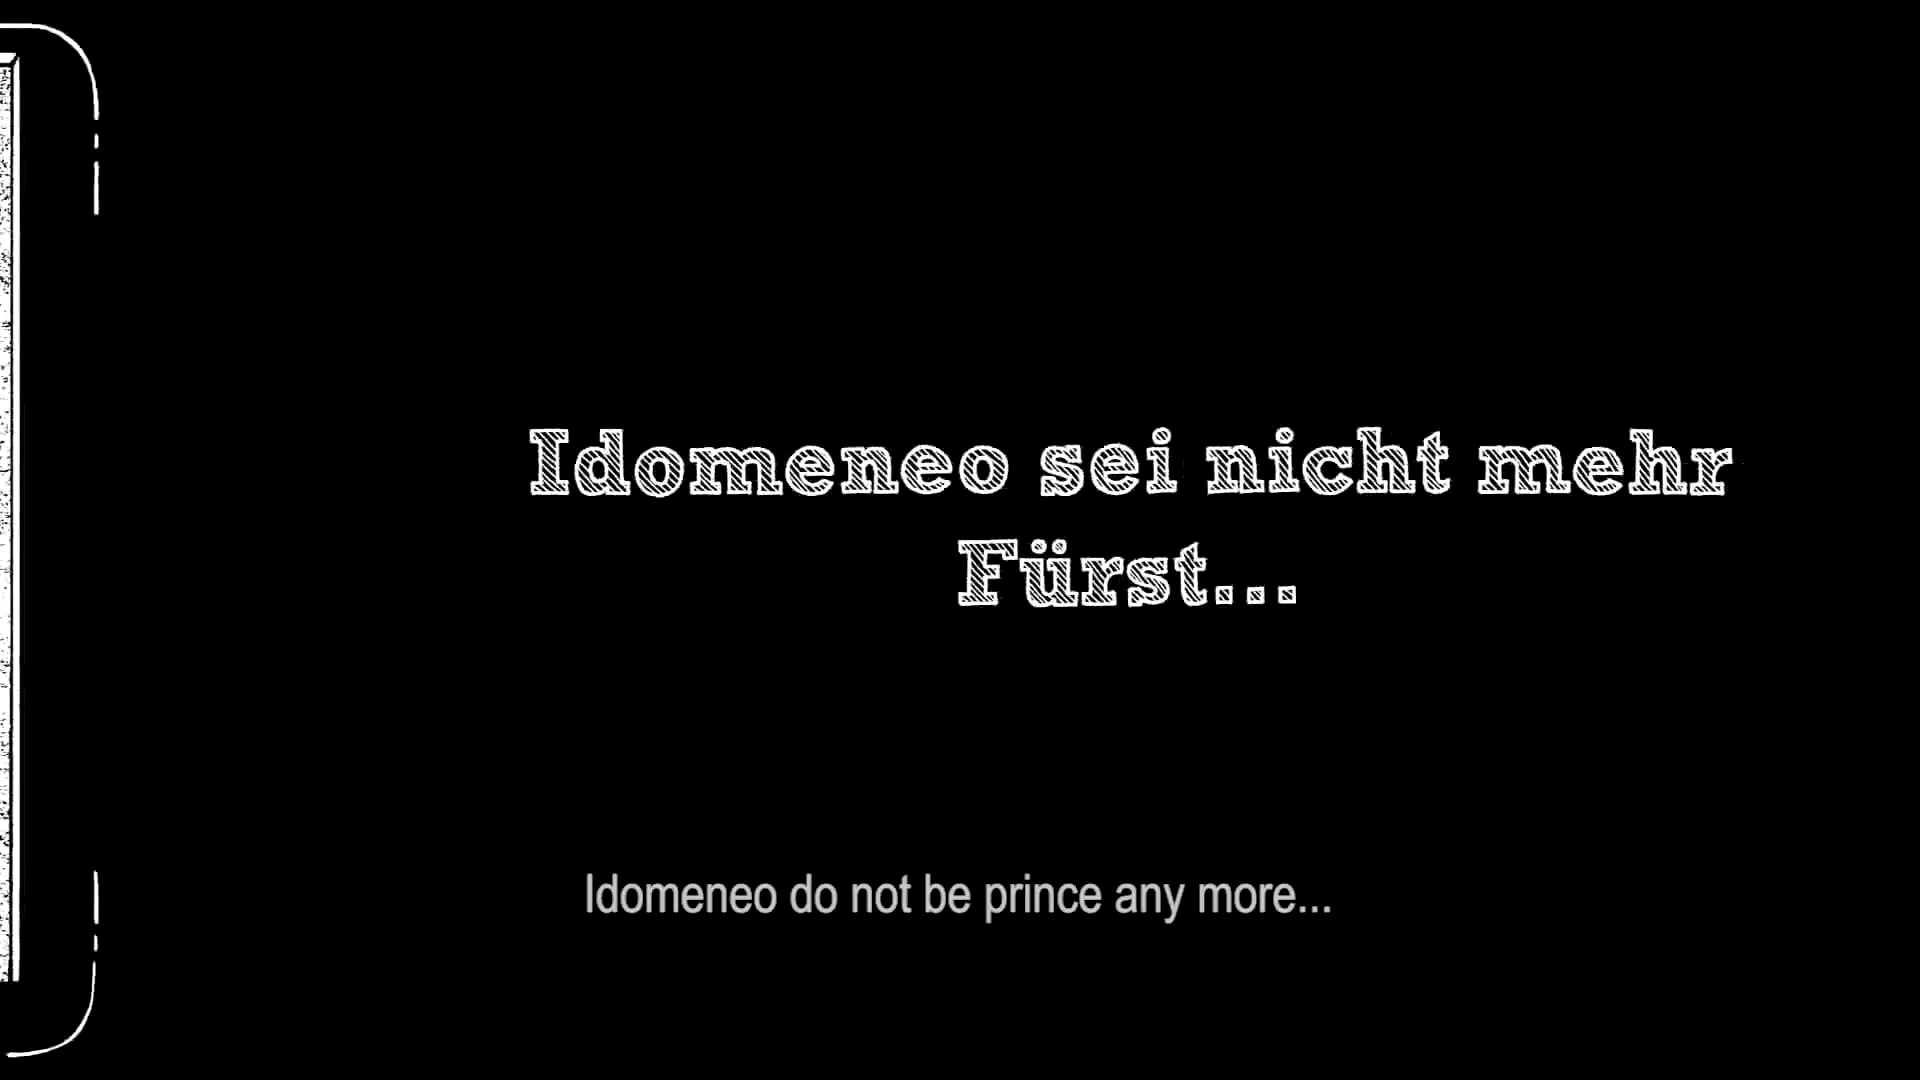 Idomeneo sei nicht mehr
Fürst...
Idomeneo do not be prince any more...